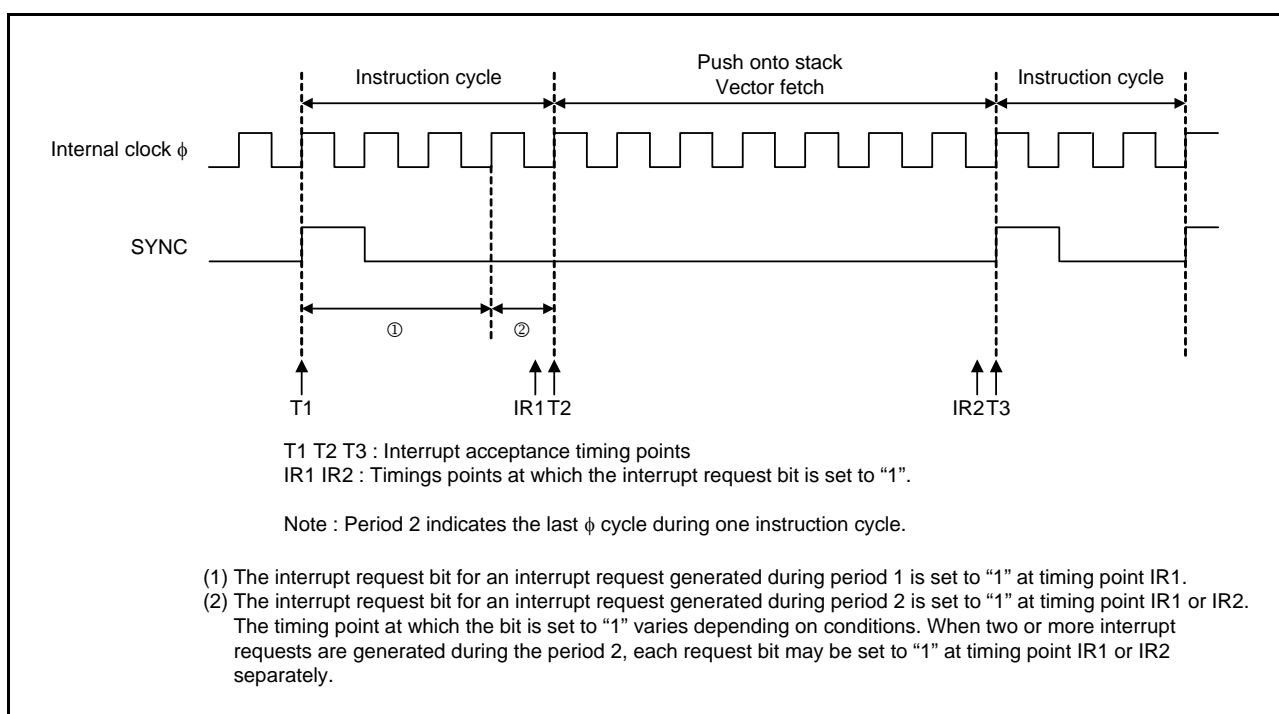 Instruction cycle
Push onto stack
Vector fetch
Instruction cycle
Internal clock ϕ
SYNC
①
②
T1
IR1 T2
IR2 T3
T1 T2 T3 : Interrupt acceptance timing points
IR1 IR2 : Timings points at which the interrupt request bit is set to “1”.
Note : Period 2 indicates the last ϕ cycle during one instruction cycle.
(1) The interrupt request bit for an interrupt request generated during period 1 is set to “1” at timing point IR1.
(2) The interrupt request bit for an interrupt request generated during period 2 is set to “1” at timing point IR1 or IR2.
The timing point at which the bit is set to “1” varies depending on conditions. When two or more interrupt
requests are generated during the period 2, each request bit may be set to “1” at timing point IR1 or IR2
separately.